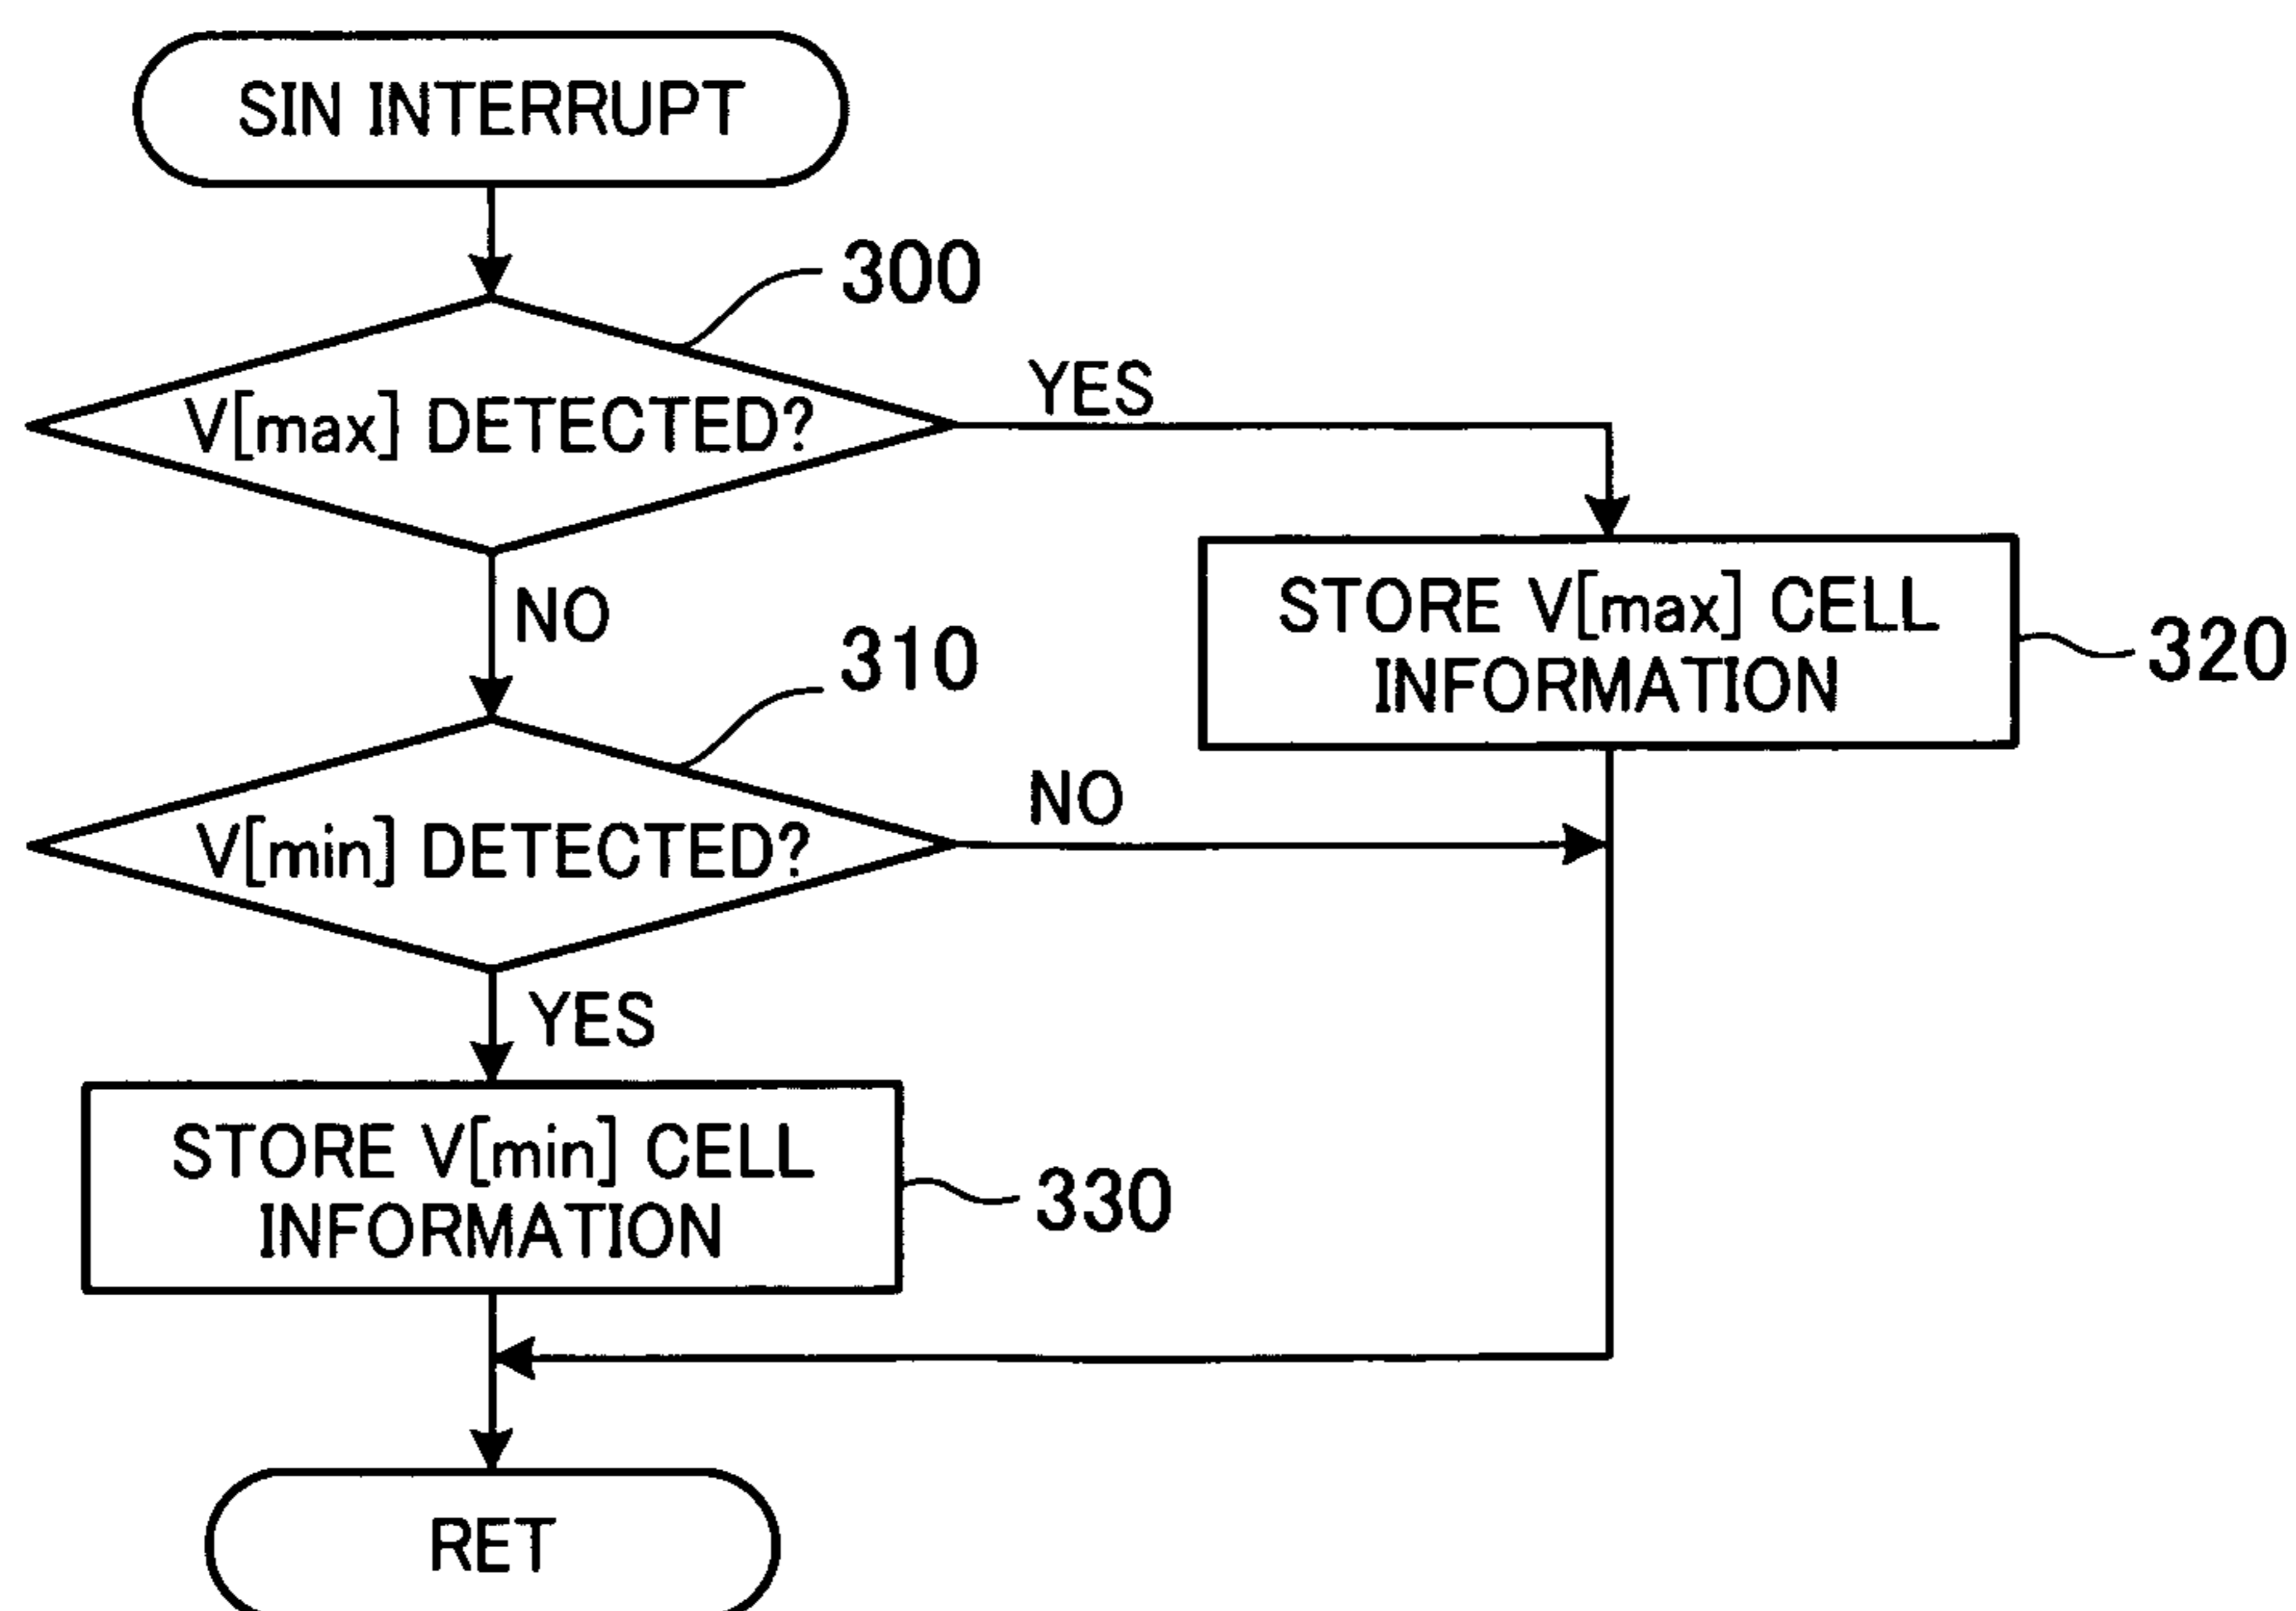 SIN INTERRUPT
300
V[max] DETECTED?
YES
NO
STORE V[max] CELL
INFORMATION
320
310
V[min] DETECTED?
NO
YES
STORE V[min] CELL
INFORMATION
330
RET